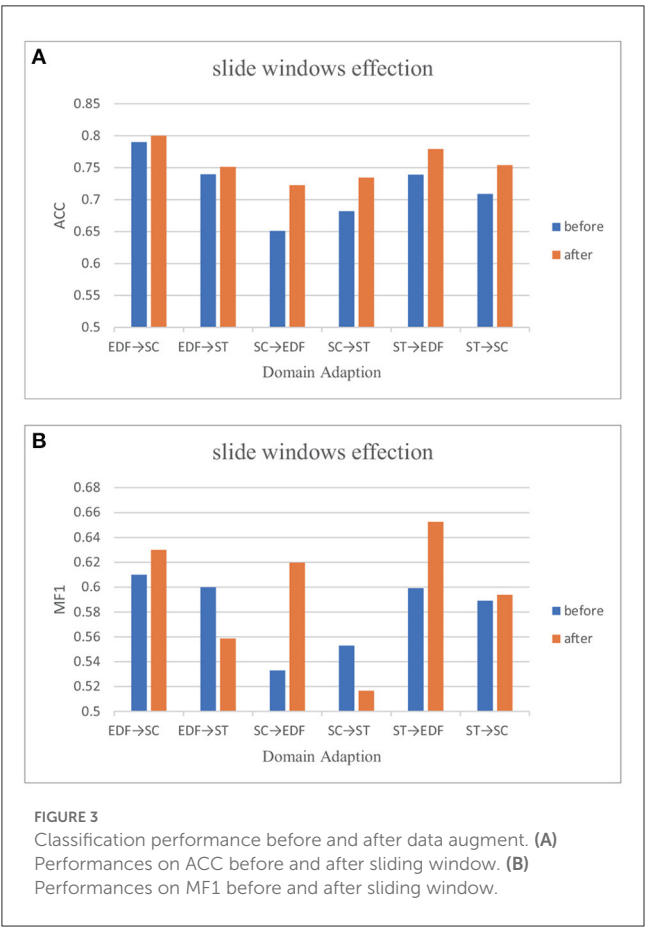 A
slide windows effection
0.85
0.8
0.75
0.7
0.65
0.6
0.55
0.5
ACC
EDF→SC EDF→ST SC→EDF SC→ST ST→EDF ST→SC
Domain Adaption
before
after
B
slide windows effection
0.68
0.66
0.64
0.62
0.6
0.58
0.56
0.54
0.52
0.5
MF1
EDF→SC EDF→ST SC→EDF SC→ST ST→EDF ST→SC
Domain Adaption
before
after
FIGURE 3
Classification performance before and after data augment. (A)
Performances on ACC before and after sliding window. (B)
Performances on MF1 before and after sliding window.